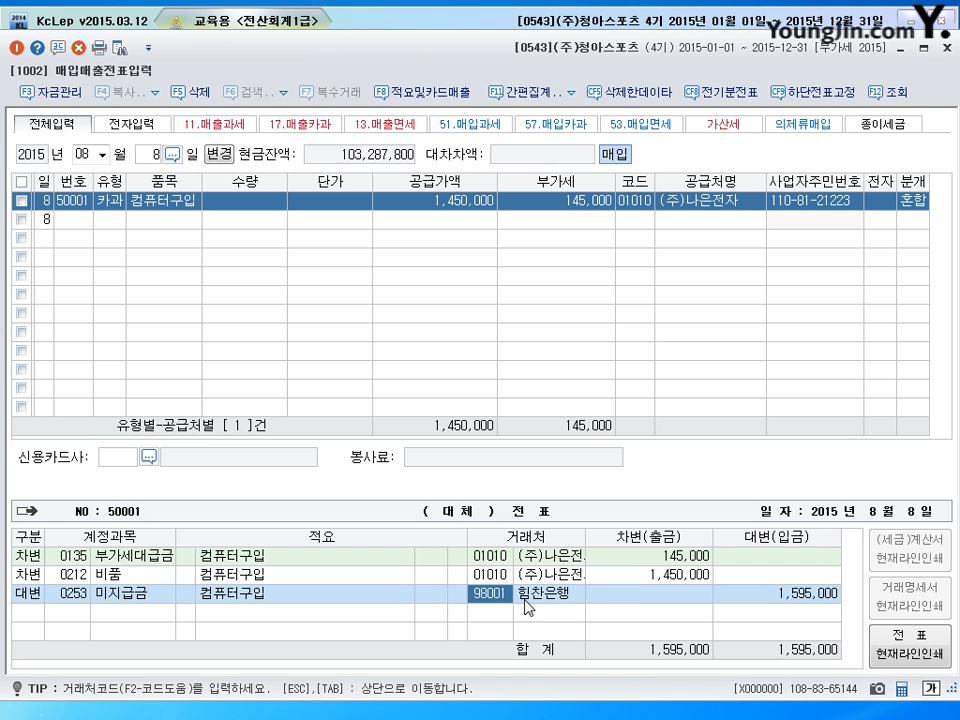 2014 KL KcLep v2015.03.12 교육용 <전산회계1급> [0543](주)청아스포츠 4기 2015년 01월 01일~ 2015년 12월 31일
YoungJin.com Y.
[0543](주)청아스포츠 (4기) 2015-01-01 ~ 2015-12-31 [부가세 2015]
[1002] 매입매출전표입력
F3 자금관리 F4 복사.. F5 삭제 F6 검색.. F7 복수거래 F8 적요및카드매출 F11 간편집계.. CF5 삭제한데이타 CF8 전기분전표 CF9 하단전표고정 F12 조회
전체입력 전자입력 11.매출과세 17.매출카과 13.매출면세 51.매입과세 57.매입카과 53.매입면세 가산세 의제류매입 종이세금
2015 년 08 월 8 일 변경 현금잔액: 103,287,800 대차차액: 매입
일 번호 유형 품목 수량 단가 공급가액 부가세 코드 공급처명 사업자주민번호 전자 분개
8 50001 카과 컴퓨터구입 1,450,000 145,000 01010 (주)나은전자 110-81-21223 혼합
8
유형별-공급처별 [ 1 ]건 1,450,000 145,000
신용카드사: 봉사료:
NO : 50001 ( 대 체 ) 전 표 일 자 : 2015 년 8 월 8 일
구분 계정과목 적요 거래처 차변(출금) 대변(입금)
차변 0135 부가세대급금 컴퓨터구입 01010 (주)나은전. 145,000
차변 0212 비품 컴퓨터구입 01010 (주)나은전. 1,450,000
대변 0253 미지급금 컴퓨터구입 98001 힘찬은행 1,595,000
합 계 1,595,000 1,595,000
(세금)계산서
현재라인인쇄
거래명세서
현재라인인쇄
전 표
현재라인인쇄
TIP : 거래처코드(F2-코드도움)를 입력하세요. [ESC],[TAB] : 상단으로 이동합니다. [X000000] 108-83-65144 가